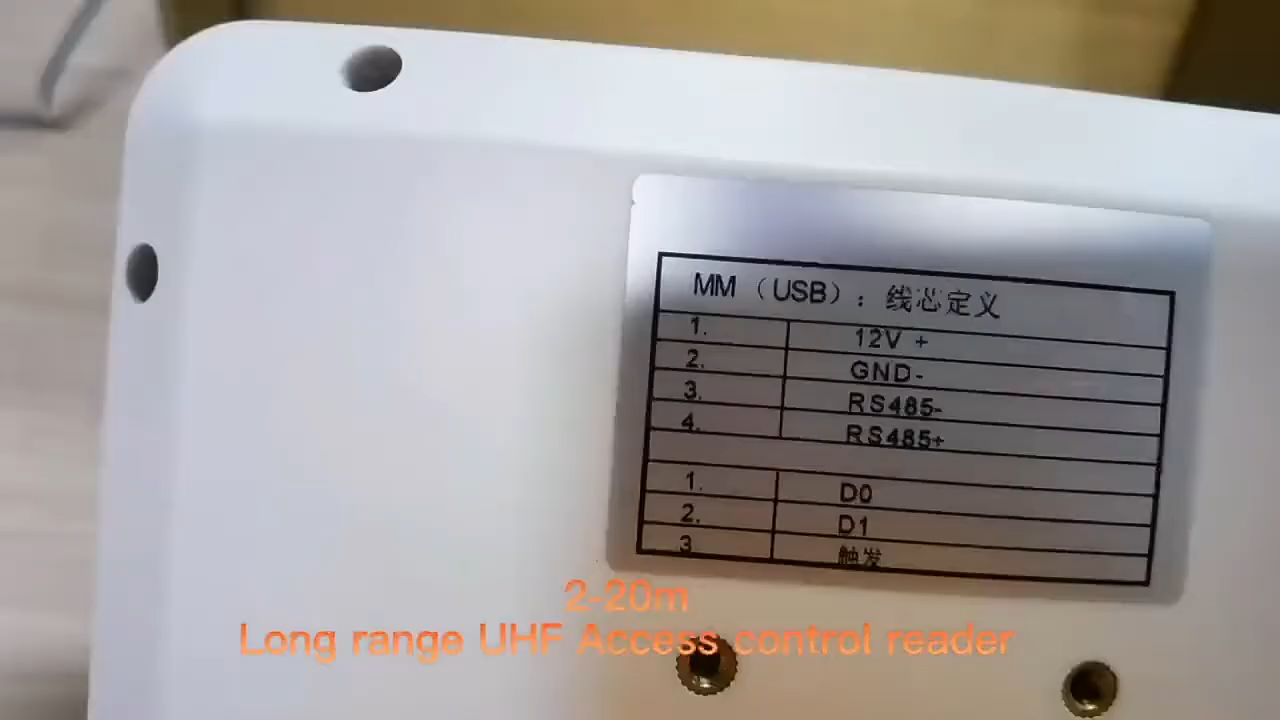 MM（USB）：线芯定义
1. 12V +
2. GND-
3. RS485-
4. RS485+
1. D0
2. D1
3 触发
2-20m
Long range UHF Access control reader